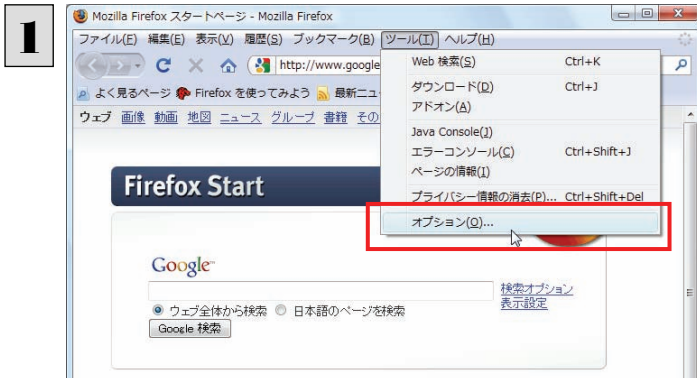 1
Mozilla Firefox スタートページ - Mozilla Firefox
ファイル(F) 編集(E) 表示(V) 履歴(S) ブックマーク(B) ツール(T) ヘルプ(H)
http://www.google
Web 検索(S) Ctrl+K
ダウンロード(D) Ctrl+J
アドオン(A)
Java Console(J)
エラーコンソール(C) Ctrl+Shift+J
ページの情報(I)
プライバシー情報の消去(P)... Ctrl+Shift+Del
オプション(O)...
よく見るページ Firefox を使ってみよう 最新ニュ
ウェブ 画像 動画 地図 ニュース グループ 書籍 その
Firefox Start
Google
検索オプション
表示設定
ウェブ全体から検索 日本語のページを検索
Google 検索